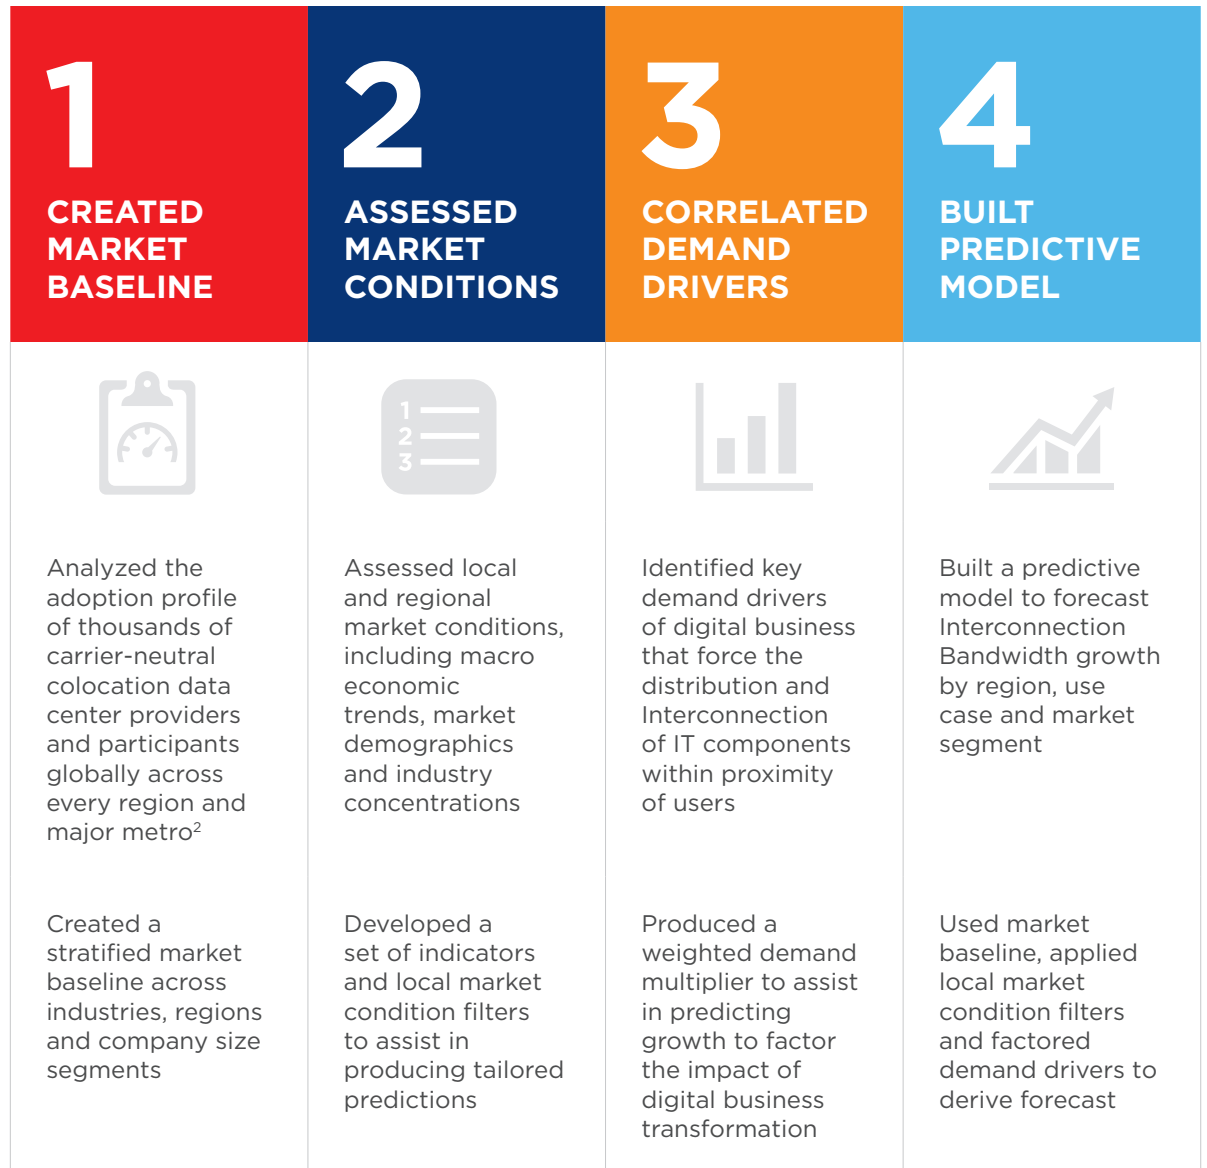 1
CREATED
MARKET
BASELINE
Analyzed the
adoption profile
of thousands of
carrier-neutral
colocation data
center providers
and participants
globally across
every region and
major metro²
Created a
stratified market
baseline across
industries, regions
and company size
segments
2
ASSESSED
MARKET
CONDITIONS
1
2
3
Assessed local
and regional
market conditions,
including macro
economic
trends, market
demographics
and industry
concentrations
Developed a
set of indicators
and local market
condition filters
to assist in
producing tailored
predictions
3
CORRELATED
DEMAND
DRIVERS
Identified key
demand drivers
of digital business
that force the
distribution and
Interconnection
of IT components
within proximity
of users
Produced a
weighted demand
multiplier to assist
in predicting
growth to factor
the impact of
digital business
transformation
4
BUILT
PREDICTIVE
MODEL
Built a predictive
model to forecast
Interconnection
Bandwidth growth
by region, use
case and market
segment
Used market
baseline, applied
local market
condition filters
and factored
demand drivers to
derive forecast